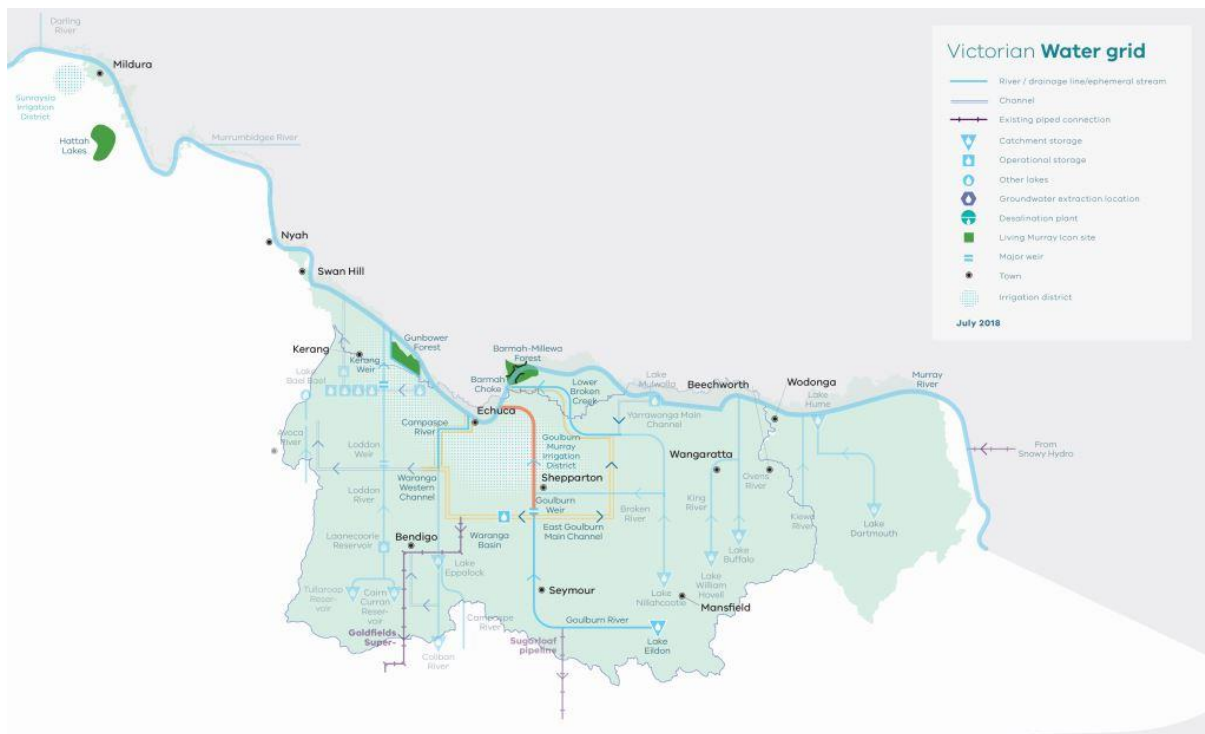 Darling
River
Mildura
Sunraysia
Irrigation
District
Hattah
Lakes
Murrumbidgee River
Nyah
Swan Hill
Victorian Water grid
River / drainage line/ephemeral stream
Channel
Existing piped connection
Catchment storage
Operational storage
Other lakes
Groundwater extraction location
Desalination plant
Living Murray Icon site
Major weir
Town
Irrigation district
July 2018
Gunbower
Forest
Kerang
Kerang
Weir
Lake
Bael Bael
Barmah-Millewa
Forest
Barmah
Choke
Lower
Broken
Creek
Lake
Mulwala
Beechworth
Wodonga
Lake
Hume
Murray
River
Echuca
Yarrawonga Main
Channel
Campaspe
River
Avoca
River
Loddon
Weir
Goulburn
Murray
Irrigation
District
From
Snowy Hydro
Wangaratta
Ovens
River
Shepparton
Waranga
Western
Channel
Loddon
River
Goulburn
Weir
King
River
Broken
River
Kiewa
River
Lake
Dartmouth
East Goulburn
Main Channel
Waranga
Basin
Laanecoorie
Reservoir
Bendigo
Lake
Eppalock
Lake
Buffalo
Lake
William
Hovell
Seymour
Lake
Nillahcootie
Mansfield
Tullaroop
Reser-
voir
Cairn
Curran
Reser-
voir
Campaspe
River
Goulburn River
Goldfields
Super-
Coliban
River
Sugarloaf
pipeline
Lake
Eildon